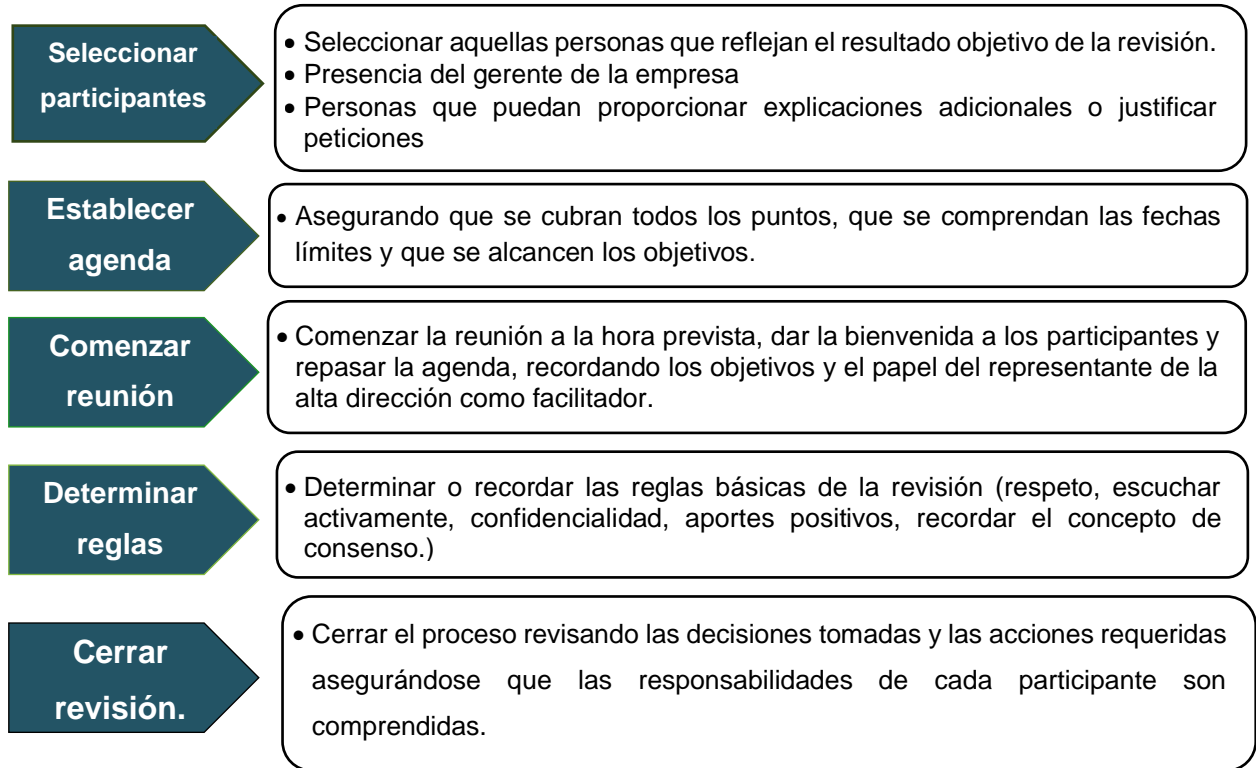 Seleccionar
participantes
• Seleccionar aquellas personas que reflejan el resultado objetivo de la revisión.
• Presencia del gerente de la empresa
• Personas que puedan proporcionar explicaciones adicionales o justificar
peticiones
Establecer
agenda
• Asegurando que se cubran todos los puntos, que se comprendan las fechas
límites y que se alcancen los objetivos.
Comenzar
reunión
• Comenzar la reunión a la hora prevista, dar la bienvenida a los participantes y
repasar la agenda, recordando los objetivos y el papel del representante de la
alta dirección como facilitador.
Determinar
reglas
• Determinar o recordar las reglas básicas de la revisión (respeto, escuchar
activamente, confidencialidad, aportes positivos, recordar el concepto de
consenso.)
Cerrar
revisión.
• Cerrar el proceso revisando las decisiones tomadas y las acciones requeridas
asegurándose que las responsabilidades de cada participante son
comprendidas.